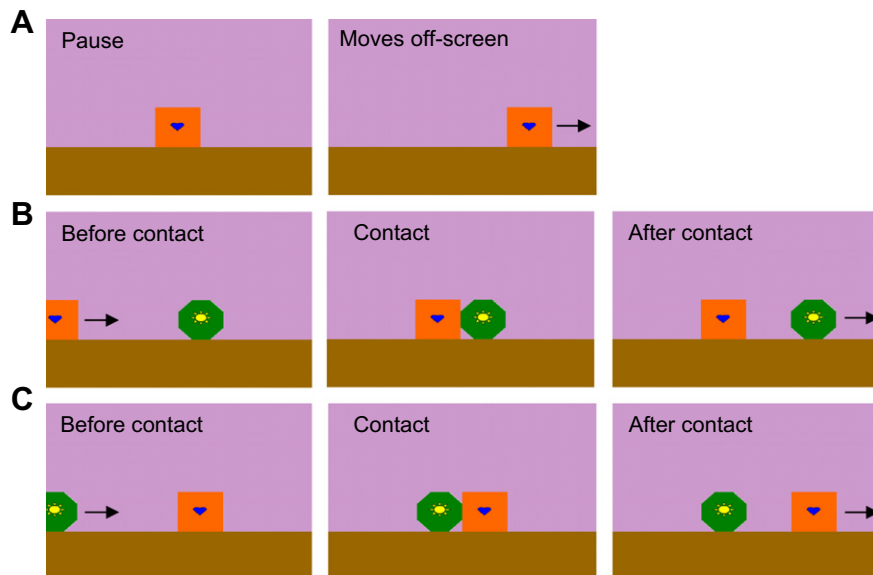 A
Pause
Moves off-screen
B
Before contact
Contact
After contact
C
Before contact
Contact
After contact